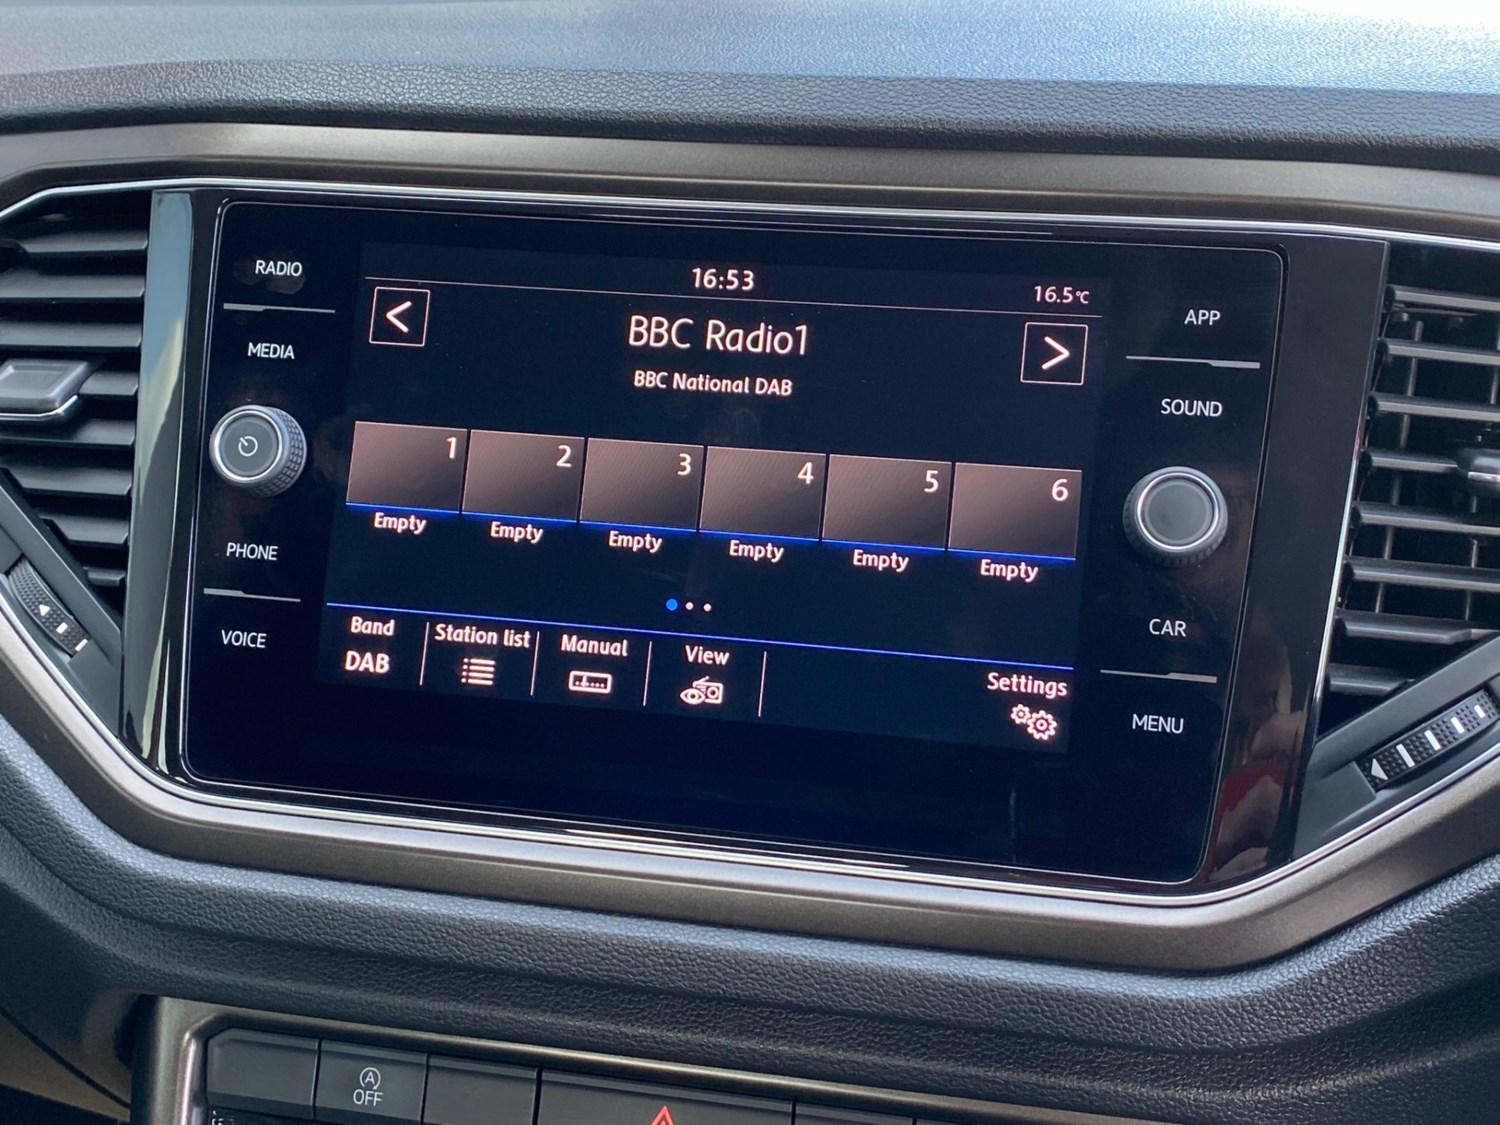 RADIO
MEDIA
PHONE
VOICE
16:53
16.5°C
<
BBC Radio1
>
BBC National DAB
1
2
3
4
5
6
Empty
Empty
Empty
Empty
Empty
Empty
Band
DAB
Station list
Manual
View
Settings
APP
SOUND
CAR
MENU
A
OFF